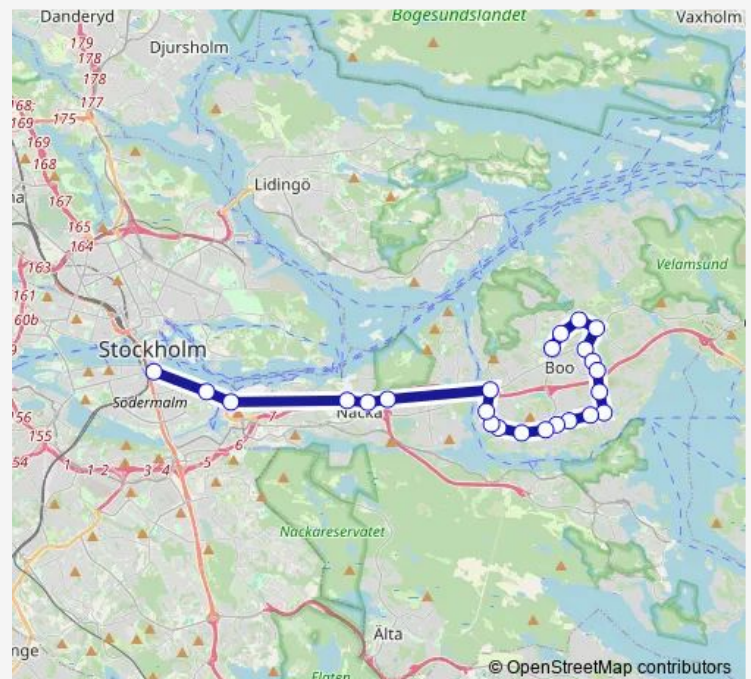 Danderyd
Bogesundslandet
Vaxholm
179
178
Djursholm
178
177
168
175
169
169
168
Lidingö
167
165
164
163
Velamsund
161
60b
Stockholm
Boo
Södermalm
Nacka
7
156
6
155
5
54
1
1
2
3
4
Nackareservatet
Älta
nge
Flaten
© OpenStreetMap contributors